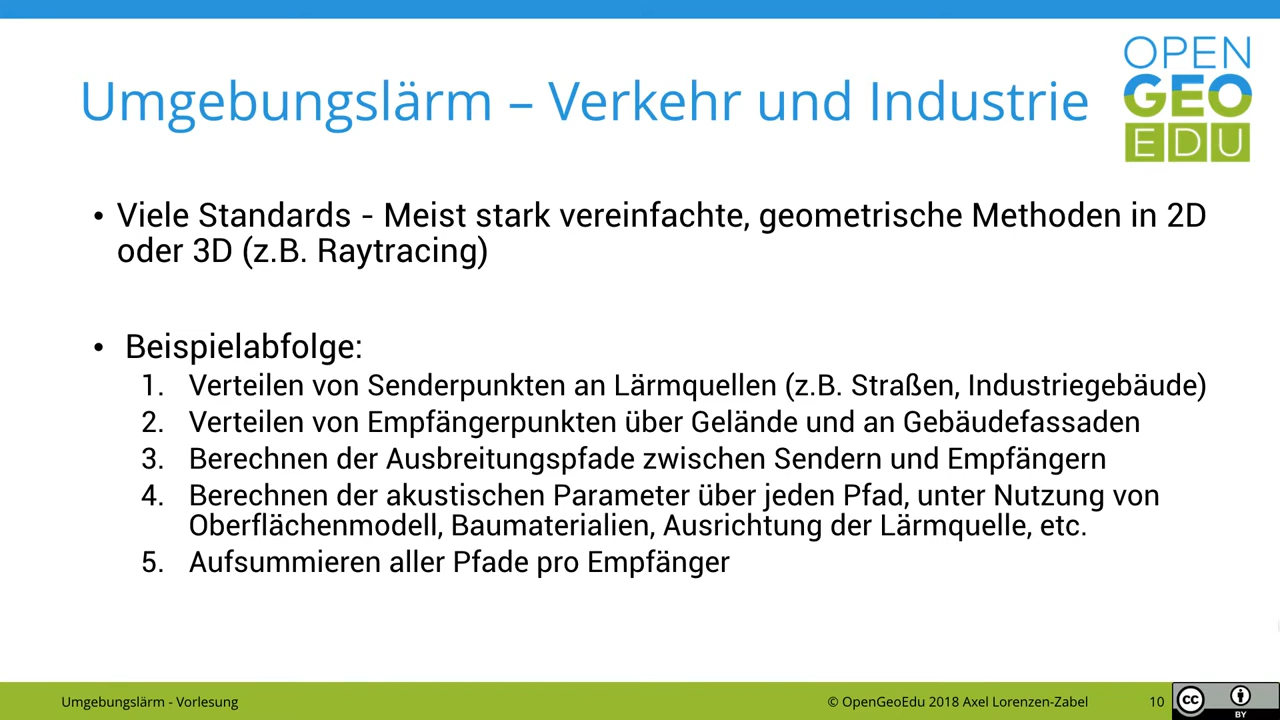 OPEN
GEO
EDU
Umgebungslärm – Verkehr und Industrie
• Viele Standards - Meist stark vereinfachte, geometrische Methoden in 2D
oder 3D (z.B. Raytracing)
• Beispielabfolge:
1. Verteilen von Senderpunkten an Lärmquellen (z.B. Straßen, Industriegebäude)
2. Verteilen von Empfängerpunkten über Gelände und an Gebäudefassaden
3. Berechnen der Ausbreitungspfade zwischen Sendern und Empfängern
4. Berechnen der akustischen Parameter über jeden Pfad, unter Nutzung von
Oberflächenmodell, Baumaterialien, Ausrichtung der Lärmquelle, etc.
5. Aufsummieren aller Pfade pro Empfänger
Umgebungslärm - Vorlesung
© OpenGeoEdu 2018 Axel Lorenzen-Zabel
10
cc
BY